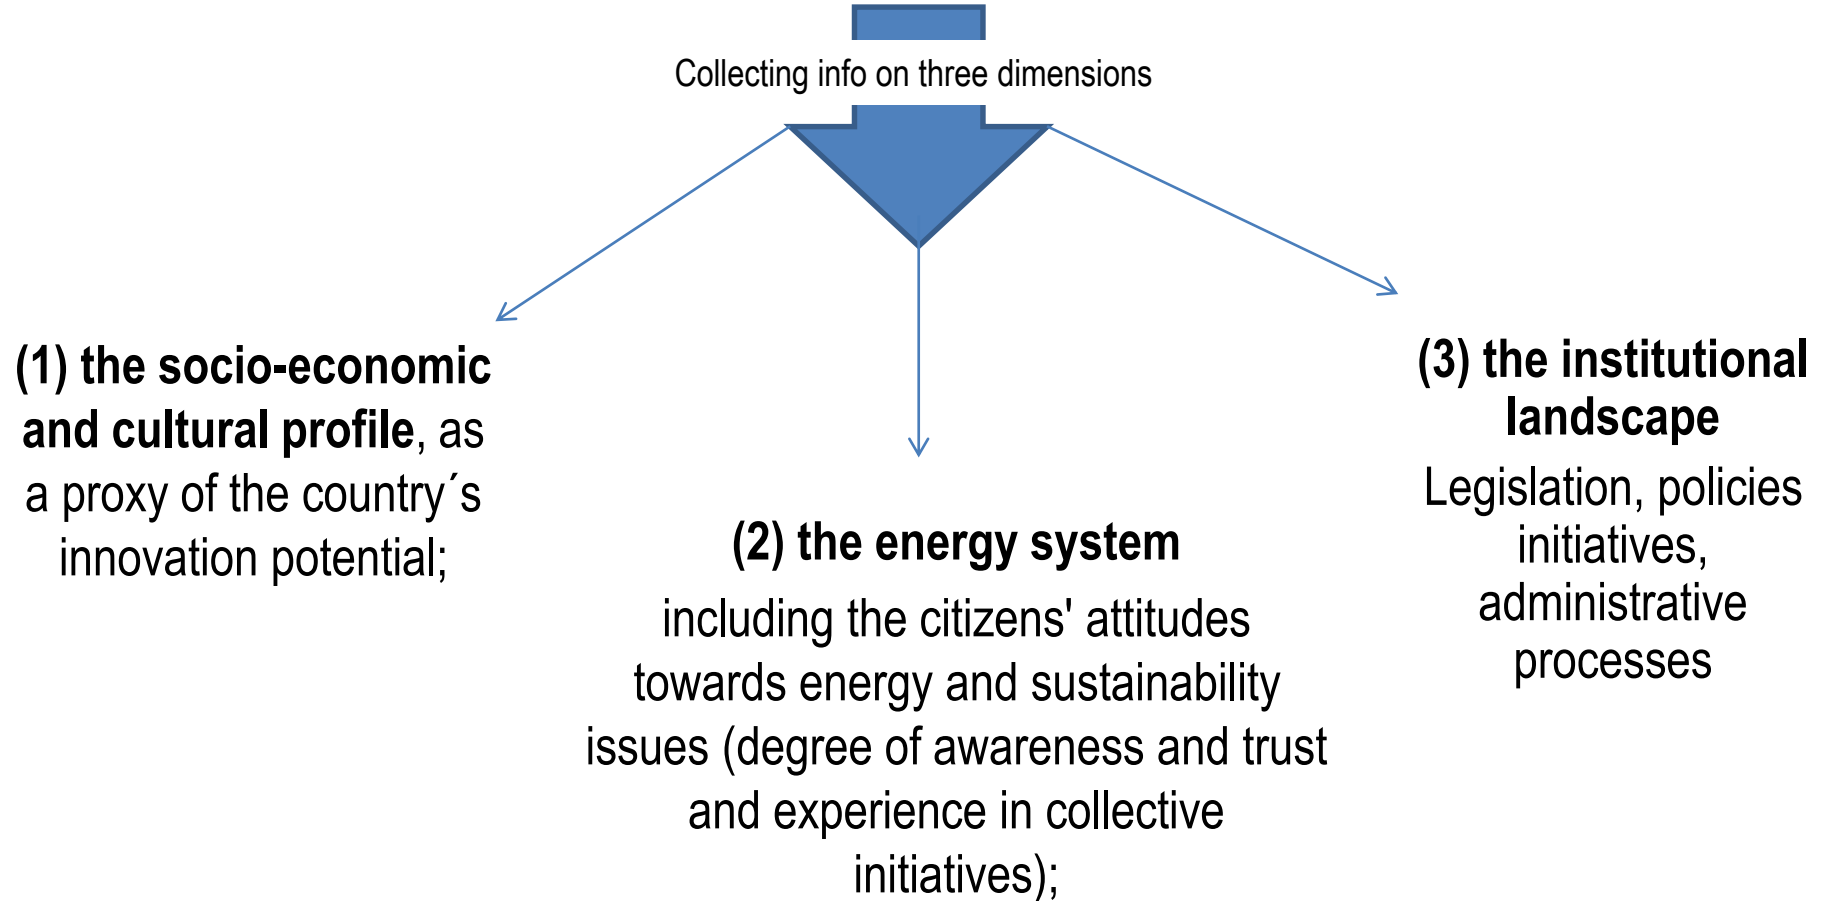 Collecting info on three dimensions
(1) the socio-economic
and cultural profile, as
a proxy of the country´s
innovation potential;
(2) the energy system
including the citizens' attitudes
towards energy and sustainability
issues (degree of awareness and trust
and experience in collective
initiatives);
(3) the institutional
landscape
Legislation, policies
initiatives,
administrative
processes